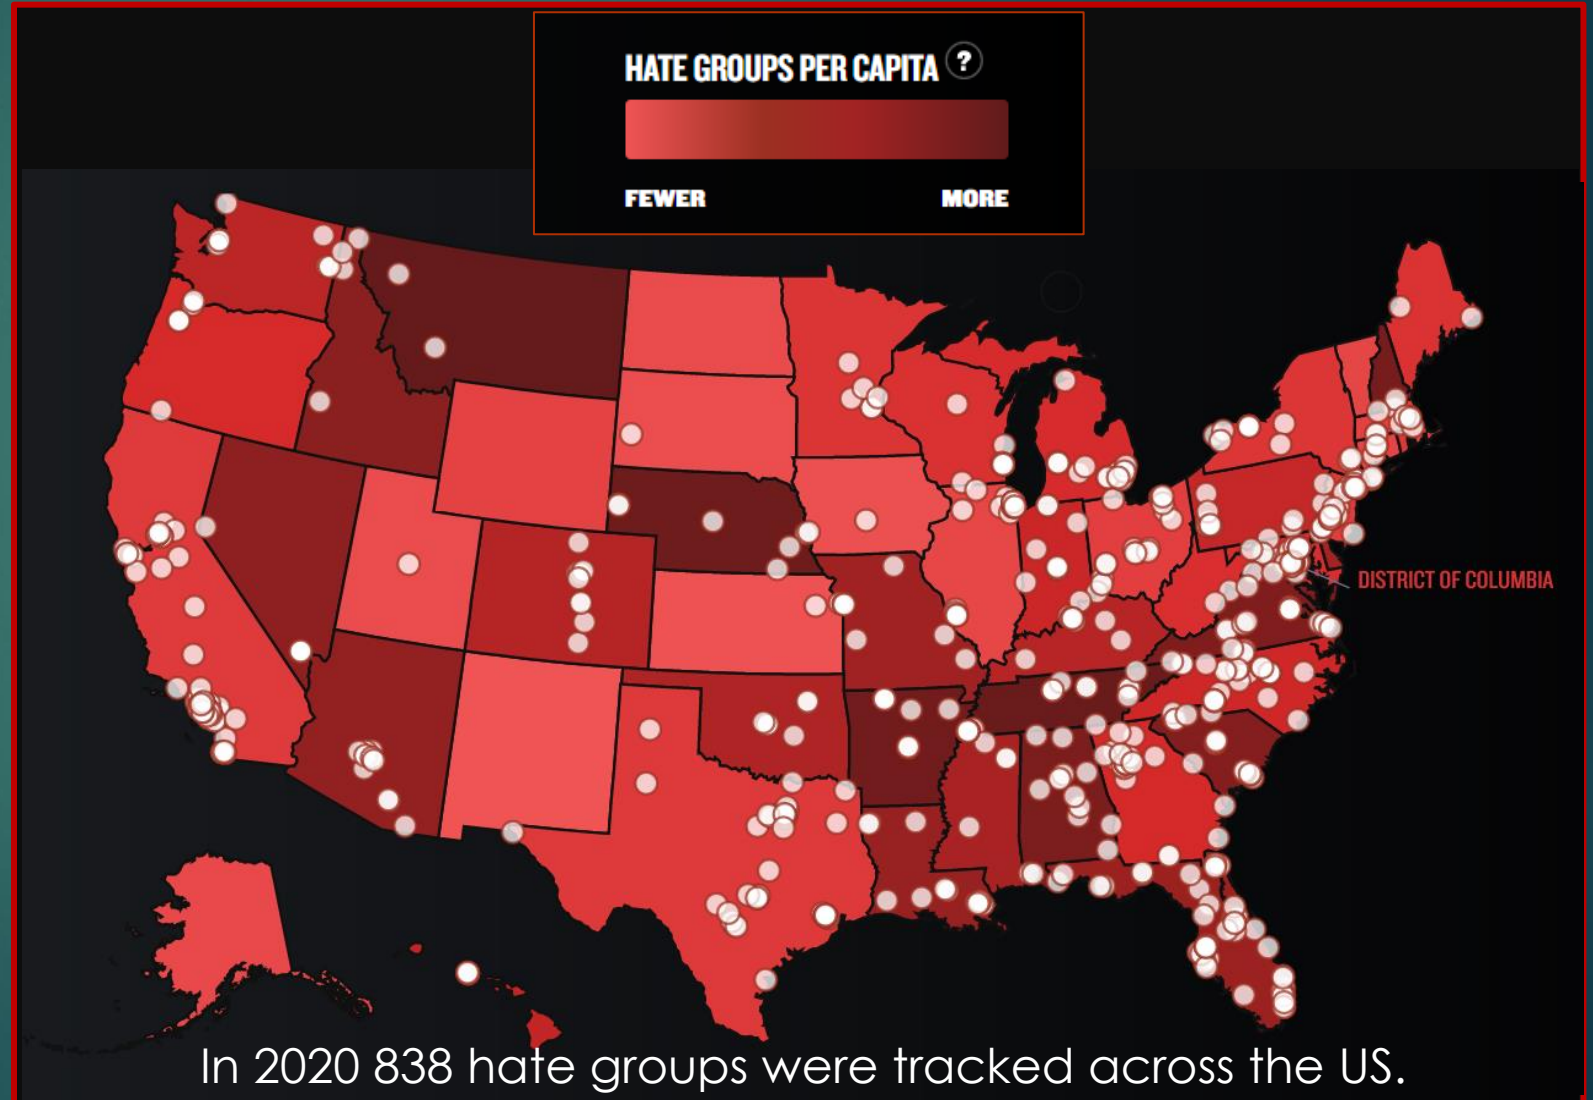 HATE GROUPS PER CAPITA ?
FEWER MORE
DISTRICT OF COLUMBIA
In 2020 838 hate groups were tracked across the US.